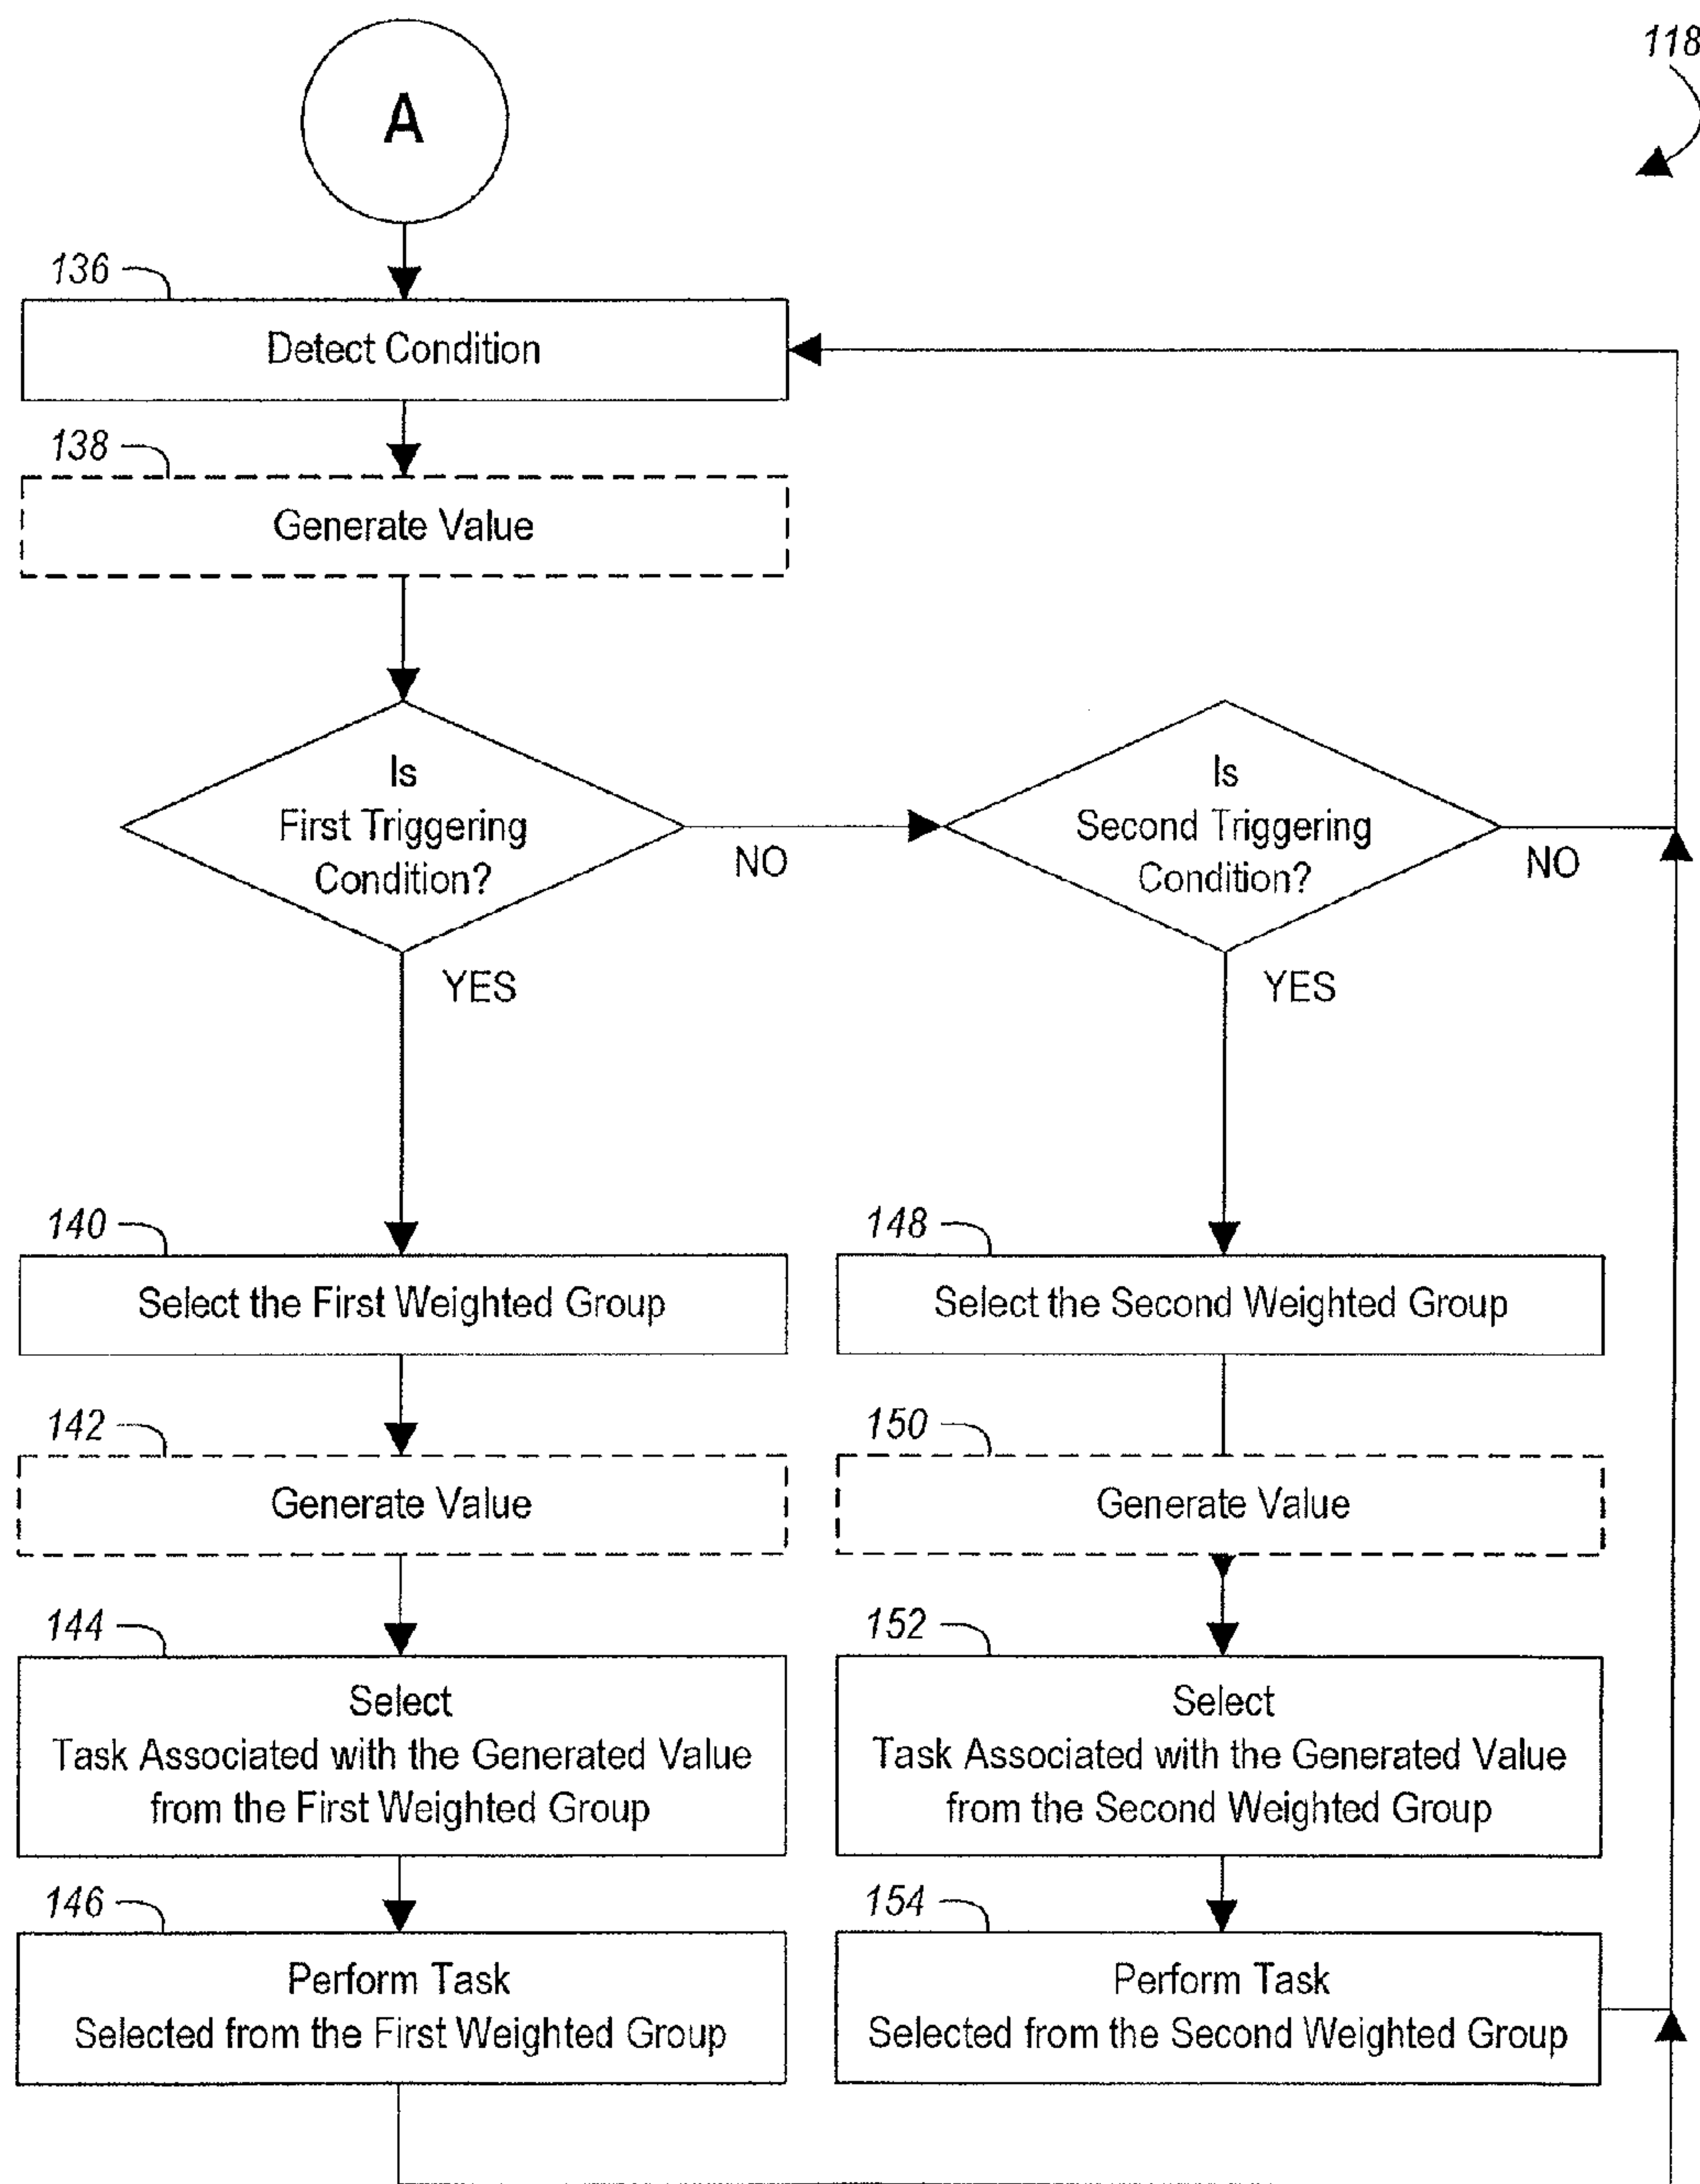 118
A
136
Detect Condition
138
Generate Value
Is
First Triggering
Condition?
NO
YES
Is
Second Triggering
Condition?
NO
YES
140
Select the First Weighted Group
148
Select the Second Weighted Group
142
Generate Value
150
Generate Value
144
Select
Task Associated with the Generated Value
from the First Weighted Group
152
Select
Task Associated with the Generated Value
from the Second Weighted Group
146
Perform Task
Selected from the First Weighted Group
154
Perform Task
Selected from the Second Weighted Group